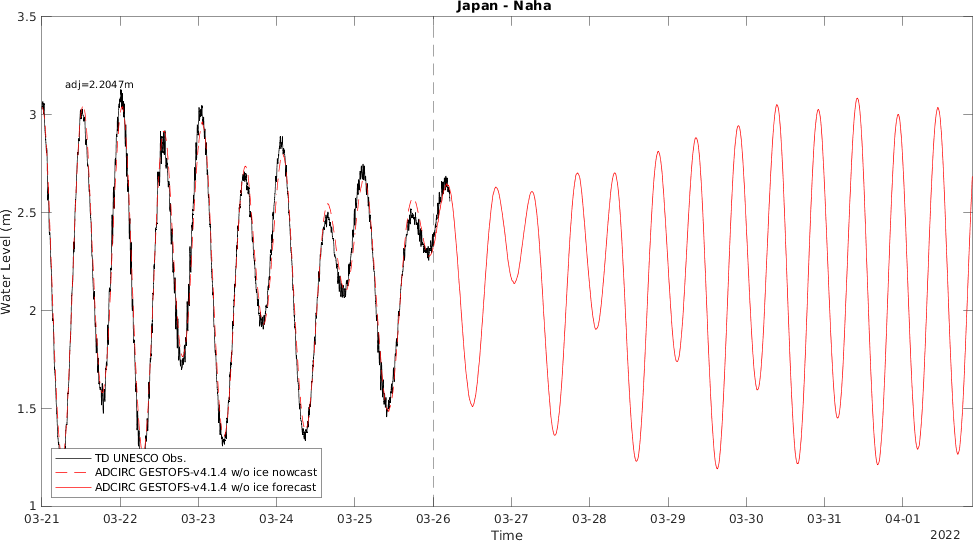 Japan - Naha
3.5
adj=2.2047m
3
2.5
2
1.5
1
Water Level (m)
TD UNESCO Obs.
ADCIRC GESTOFS-v4.1.4 w/o ice nowcast
ADCIRC GESTOFS-v4.1.4 w/o ice forecast
03-21 03-22 03-23 03-24 03-25 03-26 03-27 03-28 03-29 03-30 03-31 04-01
Time
2022